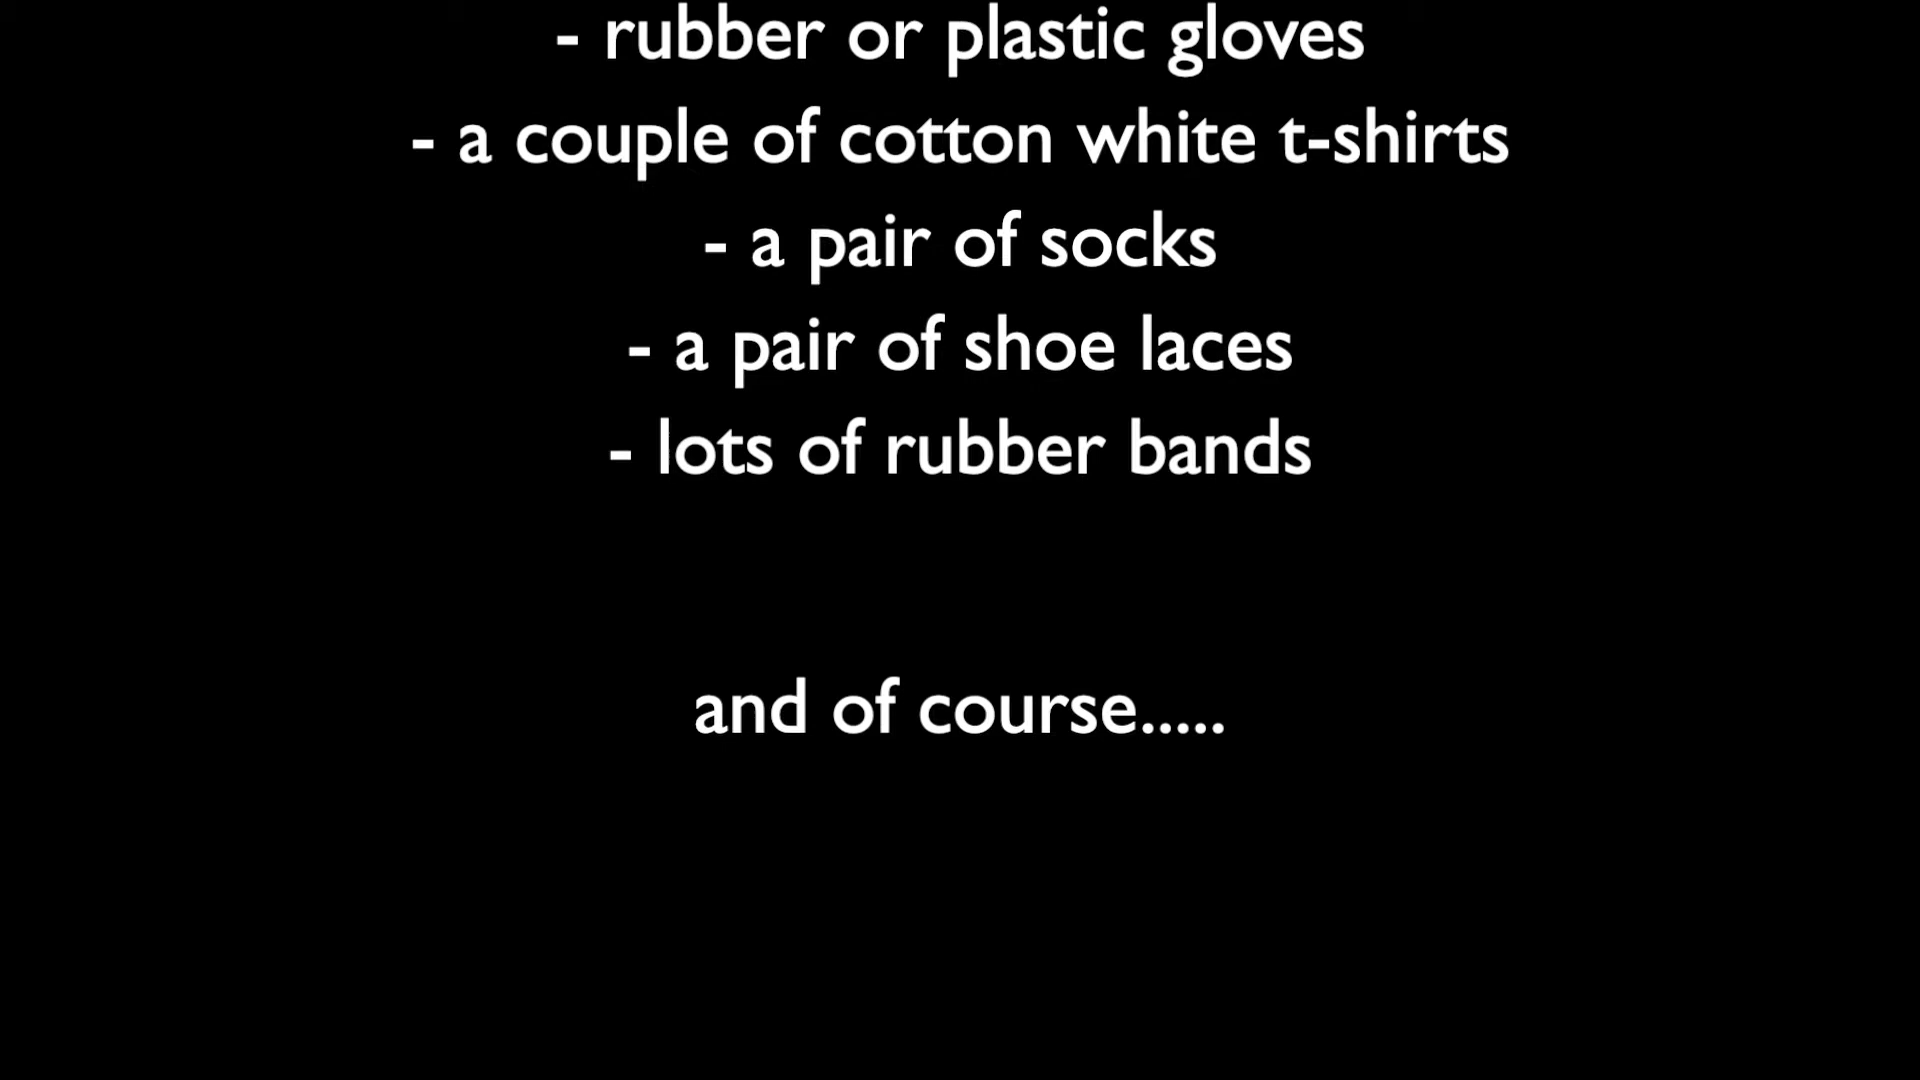 - rubber or plastic gloves
- a couple of cotton white t-shirts
- a pair of socks
- a pair of shoe laces
- lots of rubber bands
and of course.....